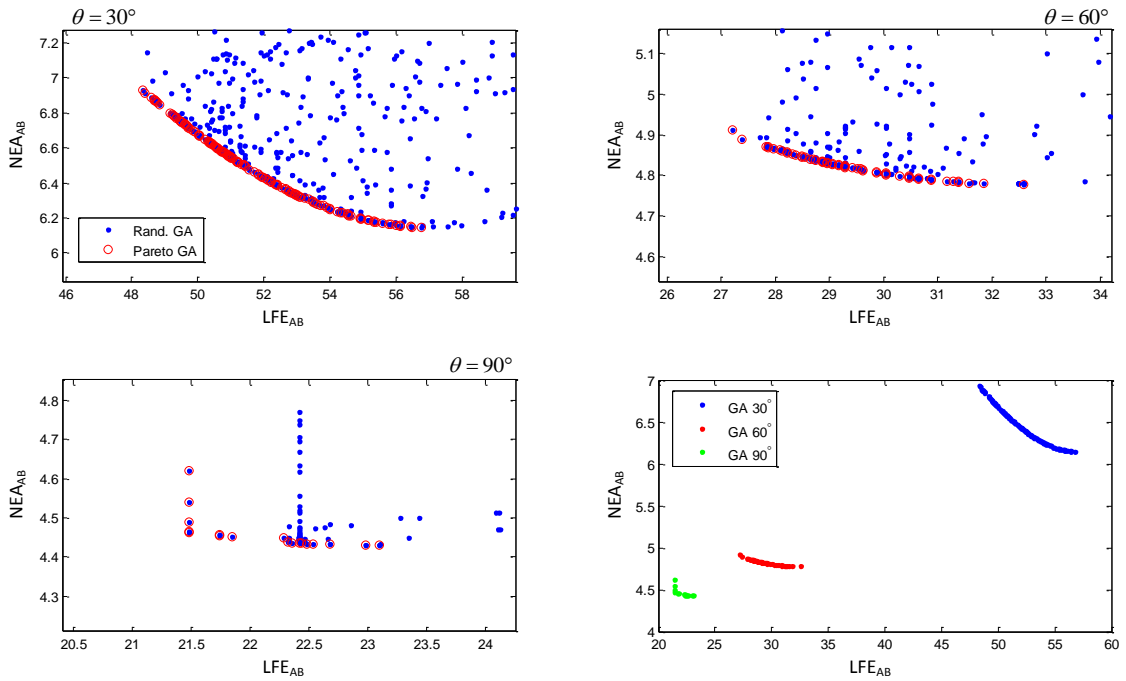 θ = 30°
7.2
7
6.8
6.6
6.4
6.2
6
NEA_AB
Rand. GA
Pareto GA
46 48 50 52 54 56 58
LFE_AB
θ = 60°
5.1
5
4.9
4.8
4.7
4.6
NEA_AB
26 27 28 29 30 31 32 33 34
LFE_AB
θ = 90°
4.8
4.7
4.6
4.5
4.4
4.3
NEA_AB
20.5 21 21.5 22 22.5 23 23.5 24
LFE_AB
7
6
5
4.5
4
NEA_AB
GA 30°
GA 60°
GA 90°
20 25 30 35 40 45 50 55 60
LFE_AB